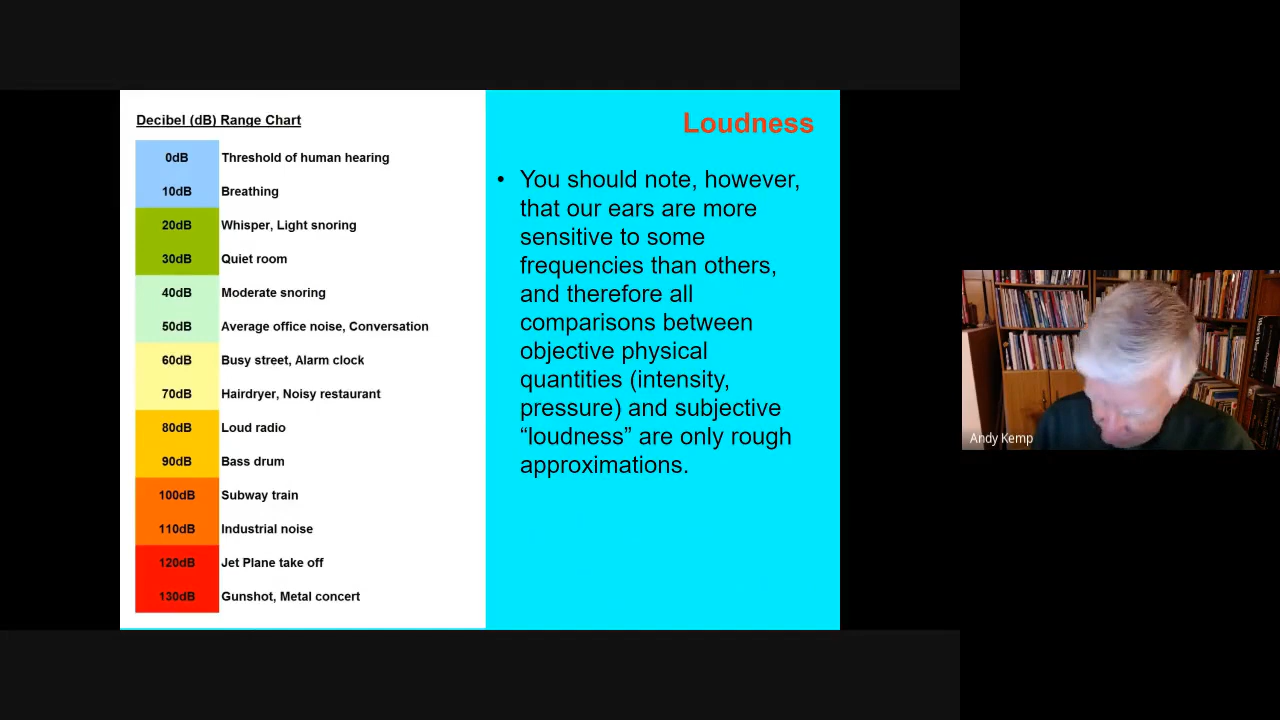 Decibel (dB) Range Chart
0dB Threshold of human hearing
10dB Breathing
20dB Whisper, Light snoring
30dB Quiet room
40dB Moderate snoring
50dB Average office noise, Conversation
60dB Busy street, Alarm clock
70dB Hairdryer, Noisy restaurant
80dB Loud radio
90dB Bass drum
100dB Subway train
110dB Industrial noise
120dB Jet Plane take off
130dB Gunshot, Metal concert
Loudness
• You should note, however,
that our ears are more
sensitive to some
frequencies than others,
and therefore all
comparisons between
objective physical
quantities (intensity,
pressure) and subjective
“loudness” are only rough
approximations.
Andy Kemp